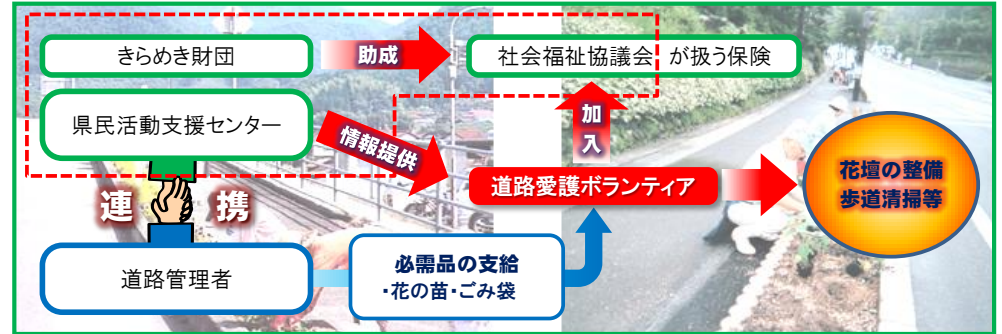 きらめき財団
助成
社会福祉協議会　が扱う保険
県民活動支援センター
情報提供
加入
連携
道路愛護ボランティア
花壇の整備
歩道清掃等
道路管理者
必需品の支給
・花の苗・ごみ袋